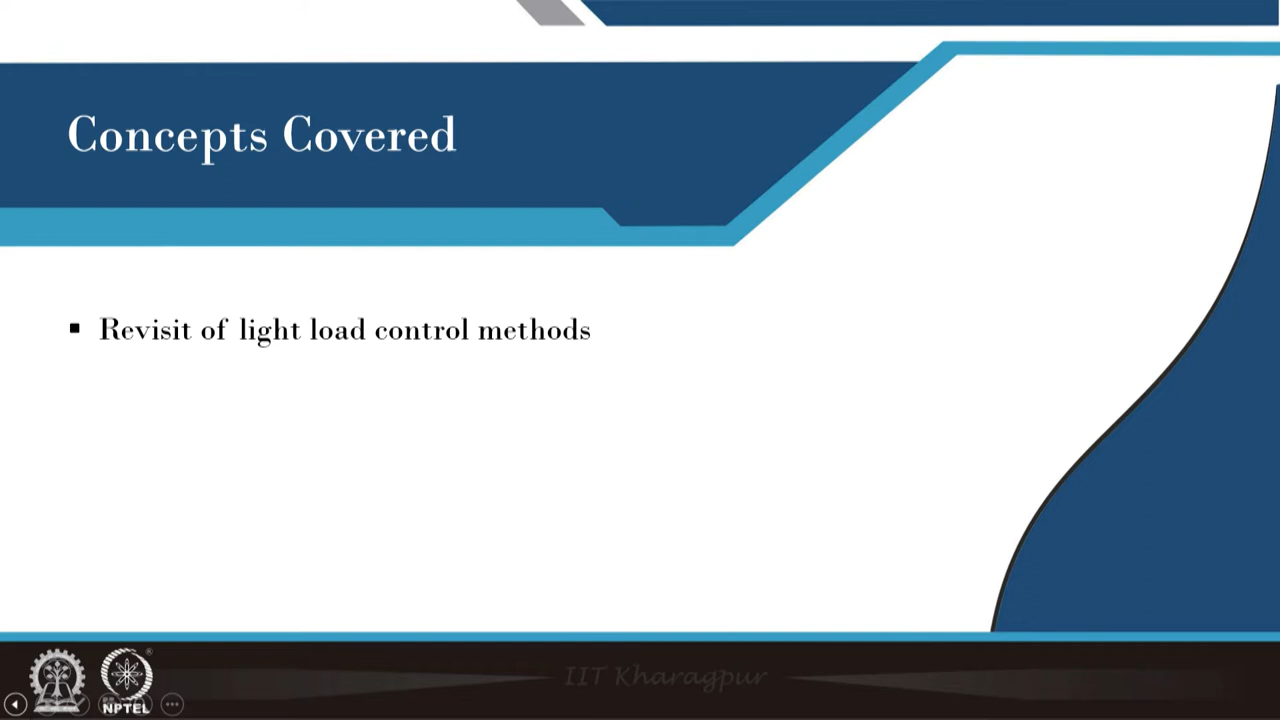 Concepts Covered
▪ Revisit of light load control methods
IIT Kharagpur
NPTEL